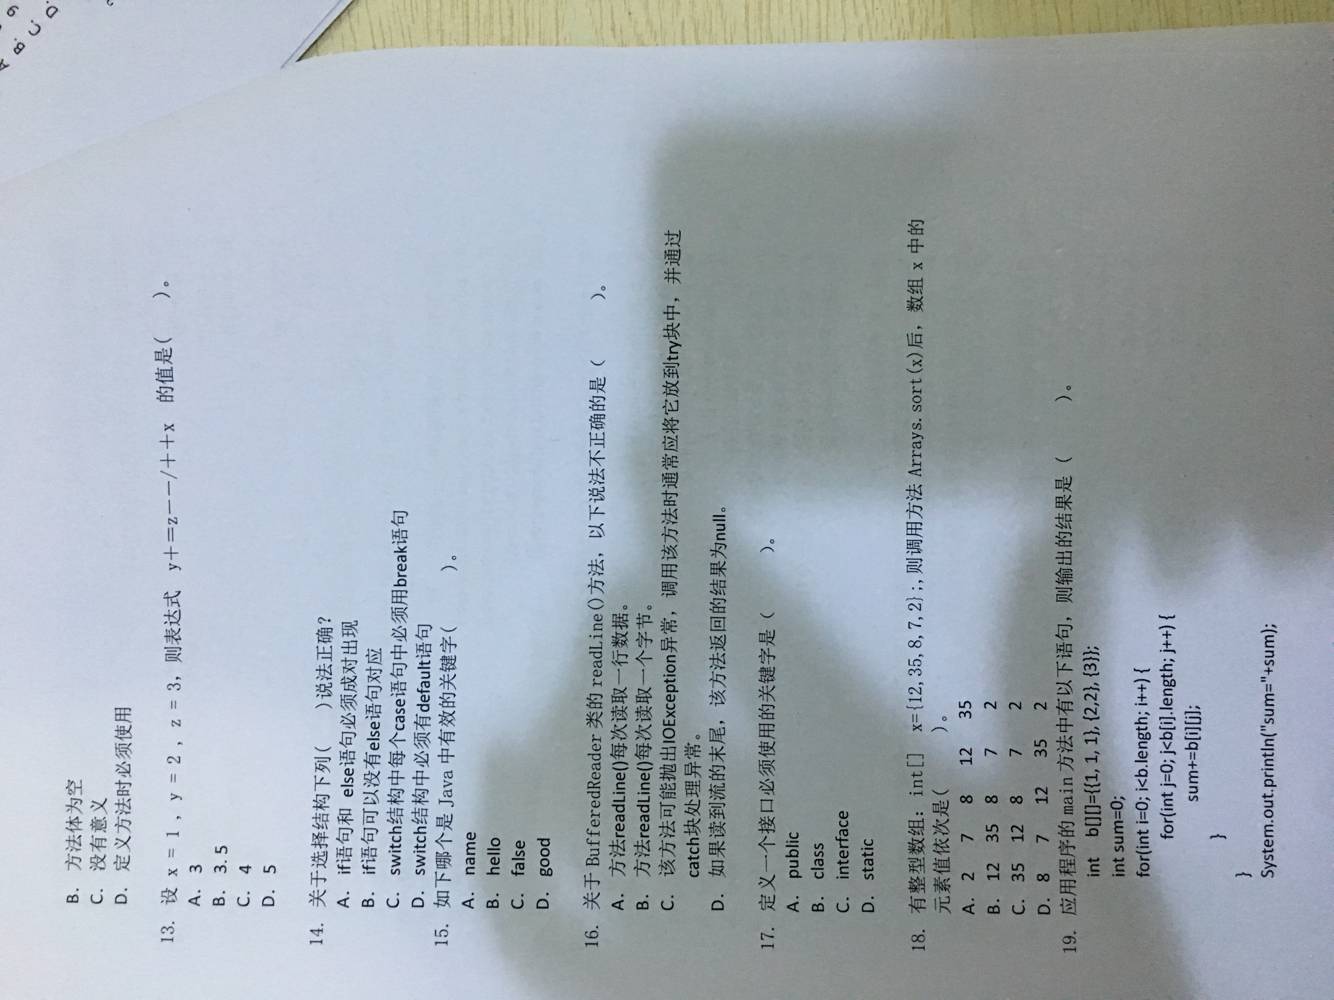 B. 方法体为空
C. 没有意义
D. 定义方法时必须使用
13. 设 x = 1 , y = 2 , z = 3，则表达式 y＋＝z－－/＋＋x 的值是( )。
A. 3
B. 3.5
C. 4
D. 5
14. 关于选择结构下列( )说法正确？
A. if语句和 else语句必须成对出现
B. if语句可以没有else语句对应
C. switch结构中每个case语句中必须用break语句
D. switch结构中必须有default语句
15. 如下哪个是 Java 中有效的关键字( )。
A. name
B. hello
C. false
D. good
16. 关于 BufferedReader 类的 readLine()方法，以下说法不正确的是（ ）。
A. 方法readLine()每次读取一行数据。
B. 方法readLine()每次读取一个字节。
C. 该方法可能抛出IOException异常，调用该方法时通常应将它放到try块中，并通过
catch块处理异常。
D. 如果读到流的末尾，该方法返回的结果为null。
17. 定义一个接口必须使用的关键字是（ ）。
A. public
B. class
C. interface
D. static
18. 有整型数组：int[] x={12,35,8,7,2};,则调用方法 Arrays.sort(x)后，数组 x 中的
元素值依次是( )。
A. 2 7 8 12 35
B. 12 35 8 7 2
C. 35 12 8 7 2
D. 8 7 12 35 2
19. 应用程序的 main 方法中有以下语句，则输出的结果是 ( )。
int b[][]={{1, 1, 1}, {2,2}, {3}};
int sum=0;
for(int i=0; i<b.length; i++) {
for(int j=0; j<b[i].length; j++) {
sum+=b[i][j];
}
}
System.out.println("sum="+sum);
B.
C.
D.
9